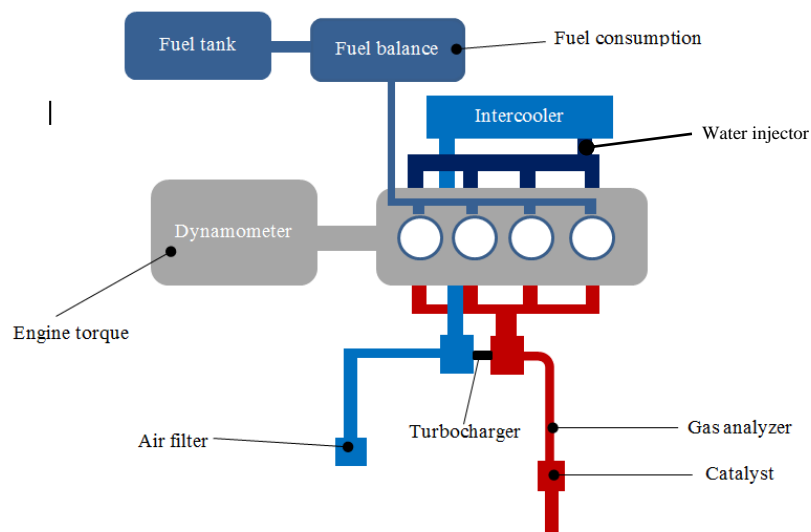 Fuel tank
Fuel balance
Fuel consumption
Intercooler
Water injector
Dynamometer
Engine torque
Turbocharger
Air filter
Gas analyzer
Catalyst